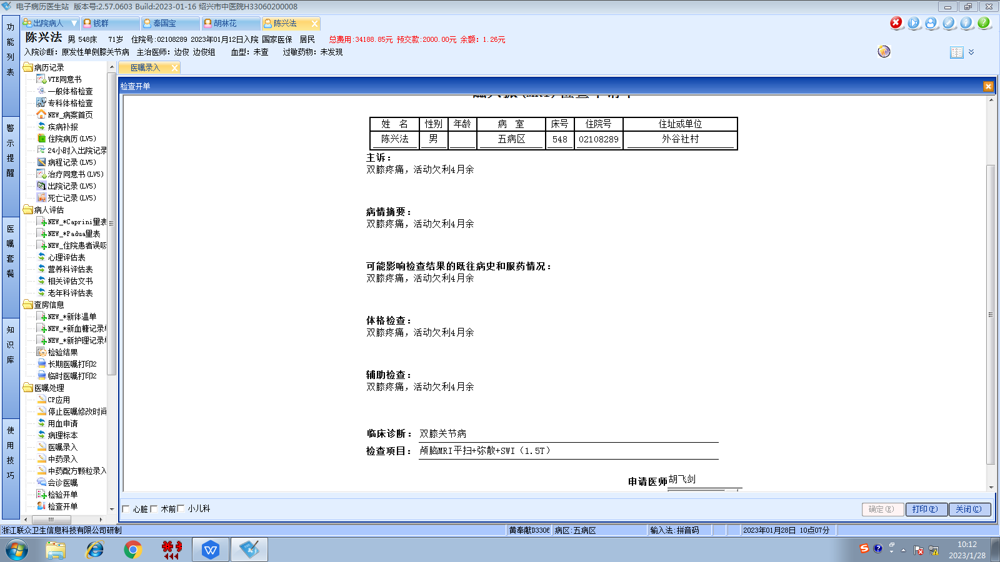 电子病历医生站 版本号:2.57.0603 Build:2023-01-16 绍兴市中医院H33060200008
出院病人
钱群
秦国宝
胡林花
陈兴法
陈兴法 男 548床 71岁 住院号:02108289 2023年01月12日入院 国家医保 居民 总费用:34188.85元 预交款:2000.00元 余额: 1.26元
入院诊断: 原发性单侧膝关节病 主治医师: 边俊 边俊组 血型: 未查 过敏药物: 未发现
功能列表
警示提醒
医嘱套餐
知识库
使用技巧
病历记录
VTE同意书
一般体格检查
专科体格检查
NEW_病案首页
疾病补报
住院病历(LV5)
24小时入出院记录
病程记录(LV5)
治疗同意书(LV5)
出院记录(LV5)
死亡记录(LV5)
病人评估
NEW_*Caprini量表
NEW_*Padua量表
NEW_住院患者误吸
心理评估表
营养科评估表
相关评估文书
老年科评估表
查房信息
NEW_*新体温单
NEW_*新血糖记录单
NEW_*新护理记录单
检验结果
长期医嘱打印2
临时医嘱打印2
医嘱处理
CP应用
停止医嘱修改时间
用血申请
病理标本
医嘱录入
中药录入
中药配方颗粒录入
会诊医嘱
检验开单
检查开单
医嘱录入
检查开单
姓 名 性别 年龄 病 室 床号 住院号 住址或单位
陈兴法 男 五病区 548 02108289 外谷社村
主诉:
双膝疼痛，活动欠利4月余
病情摘要:
双膝疼痛，活动欠利4月余
可能影响检查结果的既往病史和服药情况:
双膝疼痛，活动欠利4月余
体格检查:
双膝疼痛，活动欠利4月余
辅助检查:
双膝疼痛，活动欠利4月余
临床诊断: 双膝关节病
检查项目: 颅脑MRI平扫+弥散+SWI（1.5T）
申请医师胡飞剑
心脏 术前 小儿科
确定(E) 打印(P) 关闭(C)
浙江联众卫生信息科技有限公司研制 黄奉献D3306 病区:五病区 输入法:拼音码 2023年01月28日 10点07分
10:12
2023/1/28